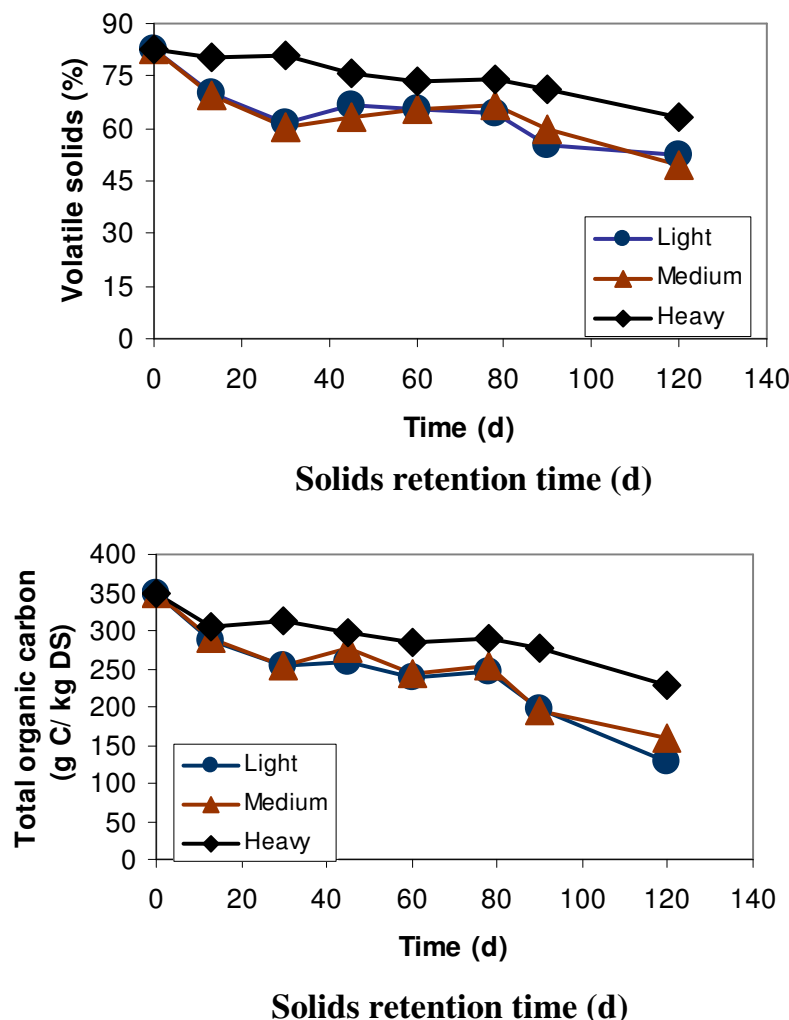 Volatile solids (%)
90
75
60
45
30
15
0
Light
Medium
Heavy
0 20 40 60 80 100 120 140
Time (d)
Solids retention time (d)
Total organic carbon
(g C/ kg DS)
400
350
300
250
200
150
100
50
0
Light
Medium
Heavy
0 20 40 60 80 100 120 140
Time (d)
Solids retention time (d)